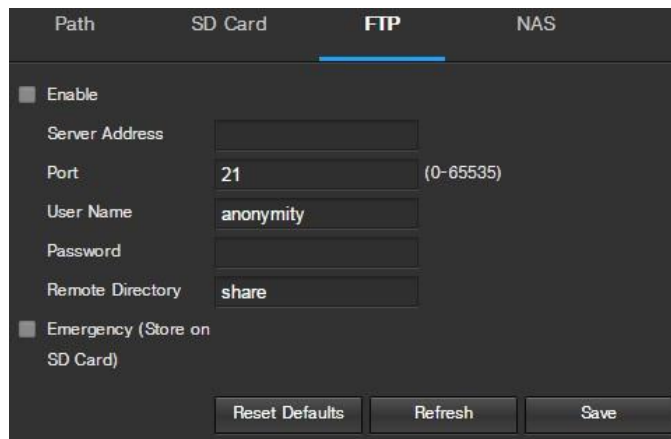 Path SD Card FTP NAS
Enable
Server Address
Port 21 (0-65535)
User Name anonymity
Password
Remote Directory share
Emergency (Store on
SD Card)
Reset Defaults Refresh Save